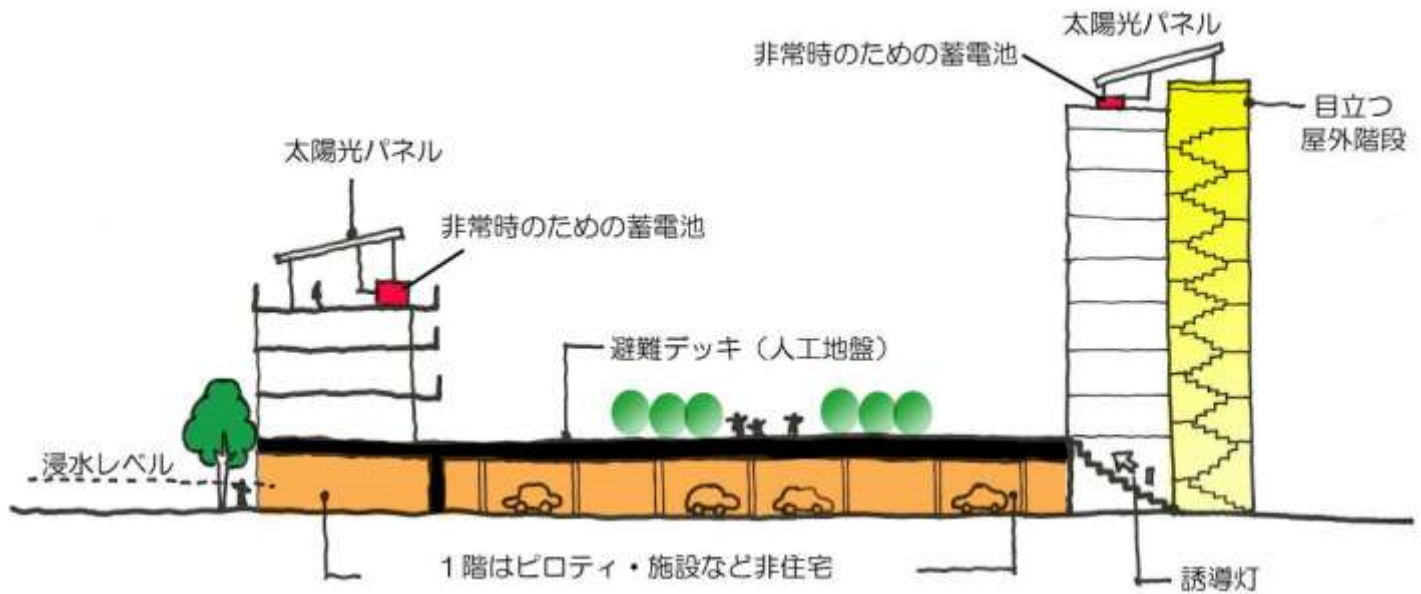 太陽光パネル
非常時のための蓄電池
目立つ
屋外階段
太陽光パネル
非常時のための蓄電池
避難デッキ（人工地盤）
浸水レベル
１階はピロティ・施設など非住宅
誘導灯